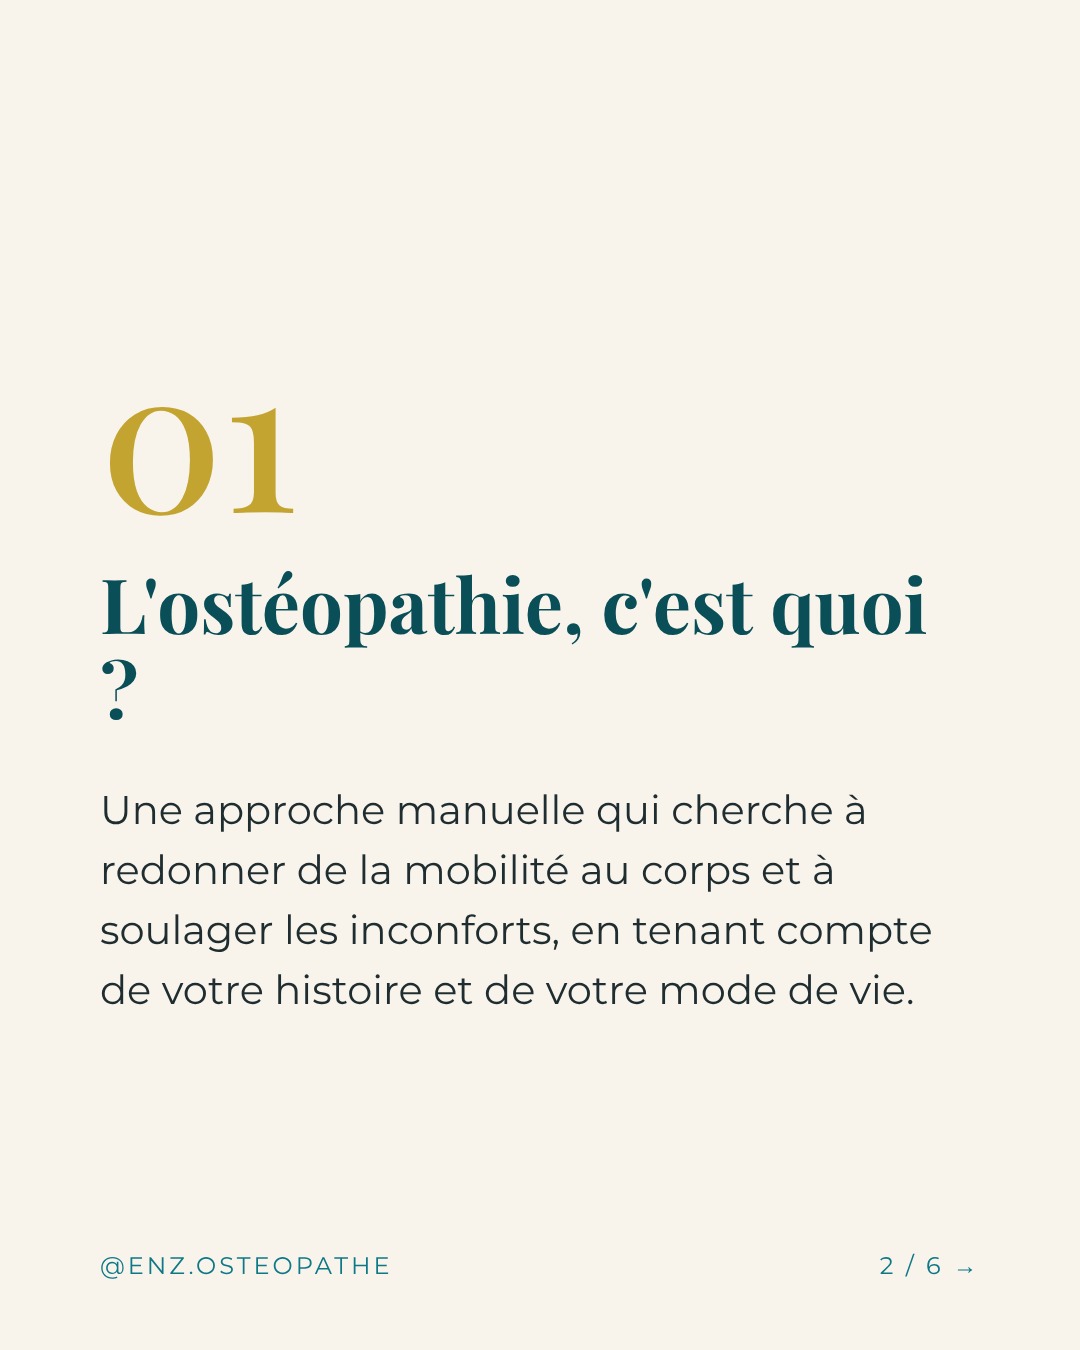 01
L'ostéopathie, c'est quoi
?
Une approche manuelle qui cherche à
redonner de la mobilité au corps et à
soulager les inconforts, en tenant compte
de votre histoire et de votre mode de vie.
@ENZ.OSTEOPATHE
2 / 6 →